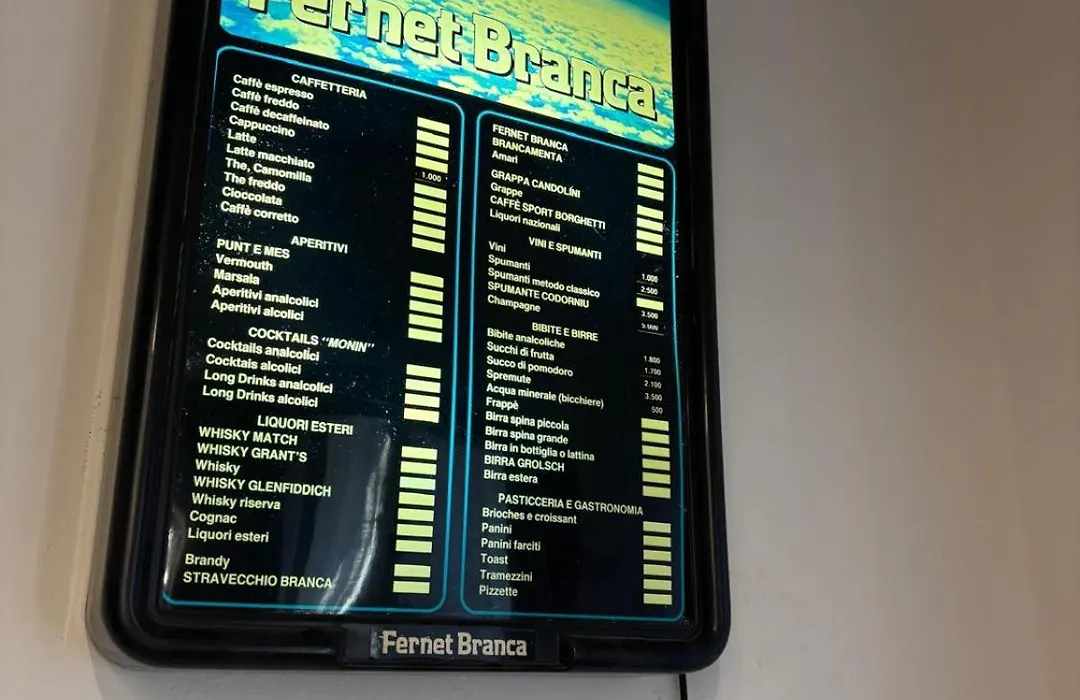 Fernet Branca
CAFFETTERIA
Caffè espresso
Caffè freddo
Caffè decaffeinato
Cappuccino
Latte
Latte macchiato 1.000
The, Camomilla
The freddo
Cioccolata
Caffè corretto
APERITIVI
PUNT E MES
Vermouth
Marsala
Aperitivi analcolici
Aperitivi alcolici
COCKTAILS "MONIN"
Cocktails analcolici
Cocktais alcolici
Long Drinks analcolici
Long Drinks alcolici
LIQUORI ESTERI
WHISKY MATCH
WHISKY GRANT'S
Whisky
WHISKY GLENFIDDICH
Whisky riserva
Cognac
Liquori esteri
Brandy
STRAVECCHIO BRANCA
FERNET BRANCA
BRANCAMENTA
Amari
GRAPPA CANDOLINI
Grappe
CAFFÈ SPORT BORGHETTI
Liquori nazionali
VINI E SPUMANTI
Vini 1.000
Spumanti 2.500
Spumanti metodo classico
SPUMANTE CODORNIU 3.500
Champagne 5.000
BIBITE E BIRRE
Bibite analcoliche 1.800
Succhi di frutta 1.700
Succo di pomodoro 2.100
Spremute 3.500
Acqua minerale (bicchiere) 500
Frappè
Birra spina piccola
Birra spina grande
Birra in bottiglia o lattina
BIRRA GROLSCH
Birra estera
PASTICCERIA E GASTRONOMIA
Brioches e croissant
Panini
Panini farciti
Toast
Tramezzini
Pizzette
Fernet Branca